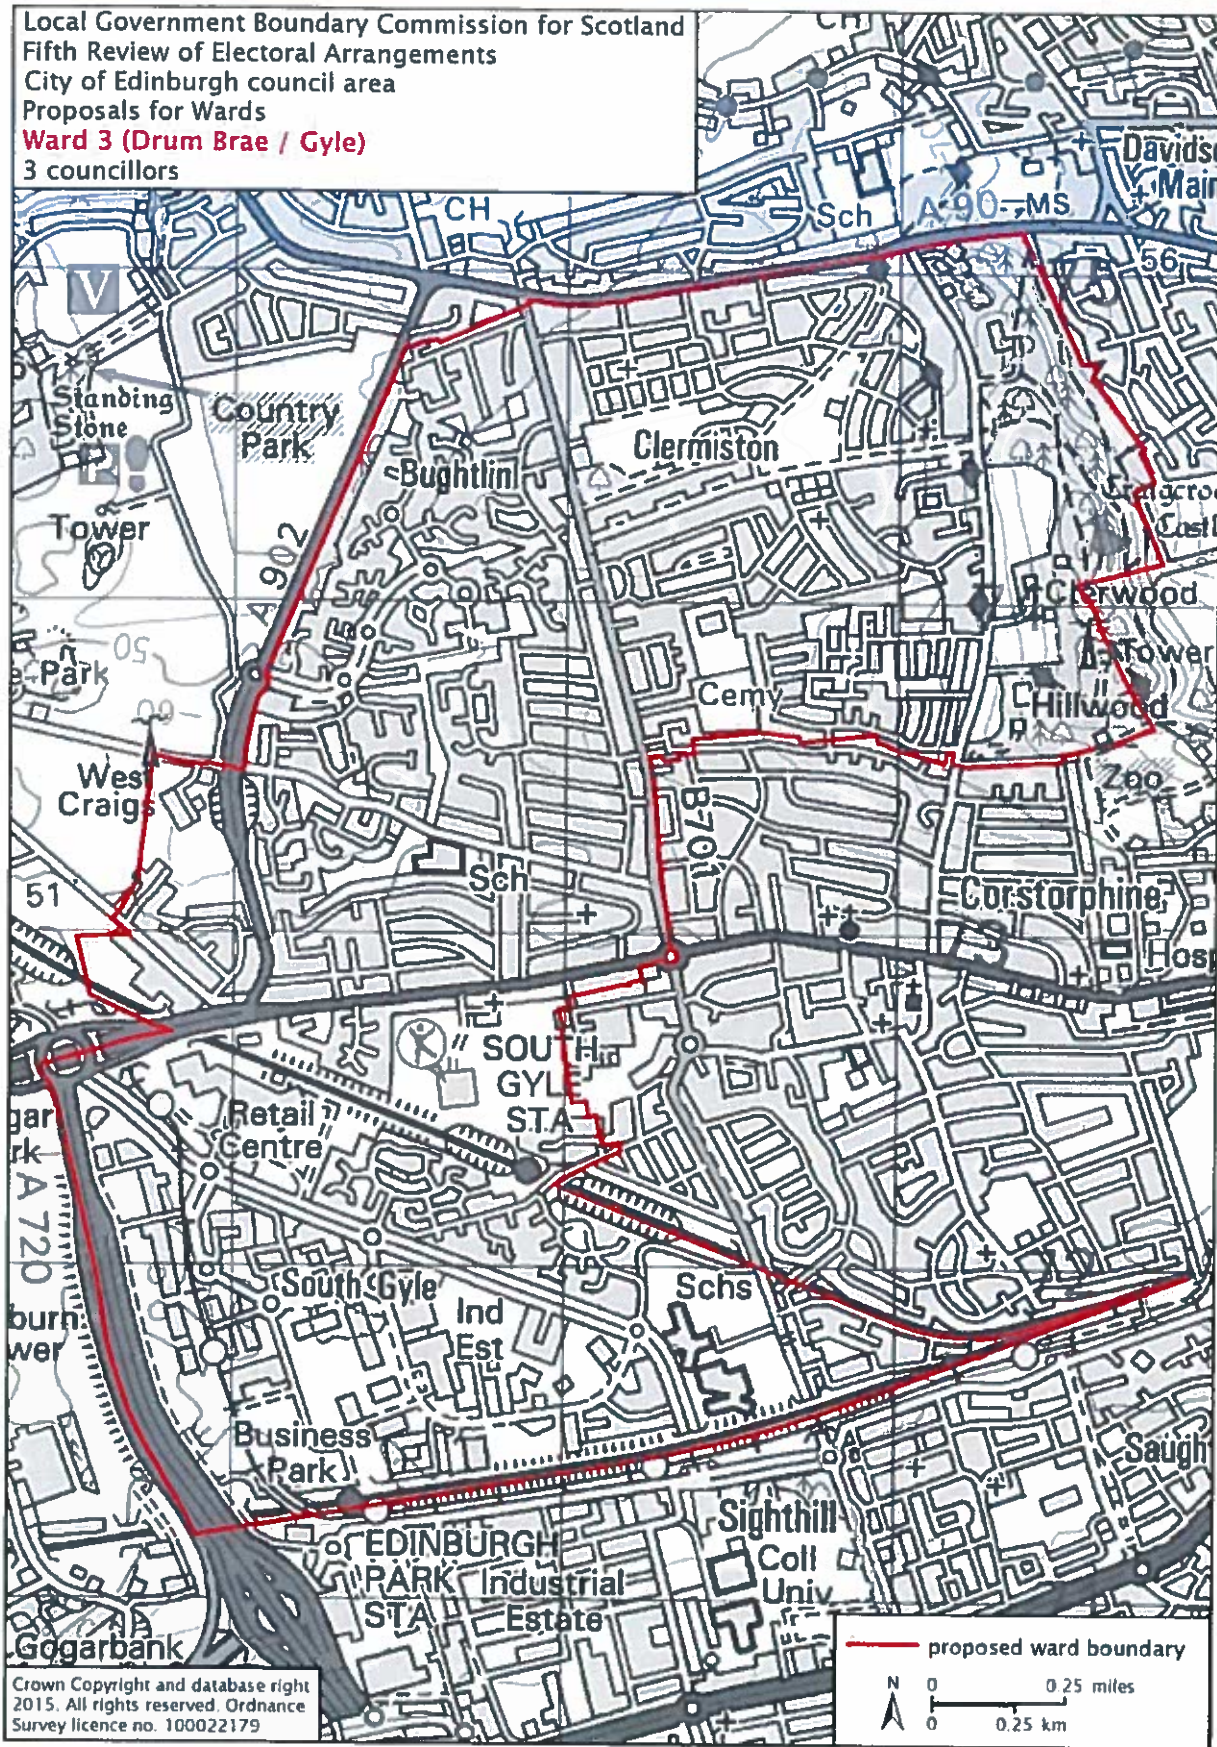 Local Government Boundary Commission for Scotland
Fifth Review of Electoral Arrangements
City of Edinburgh council area
Proposals for Wards
Ward 3 (Drum Brae / Gyle)
3 councillors
CH
CH
Sch
A 90
MS
Main
56
V
Standing
Stone
Country
Park
Clermiston
Bughtlin
Tower
A 902
50
Clerwood
Tower
Park
60
Cemy
Hillwood
West
Craigs
Zoo
B701
51
Sch
Corstorphine
SOUTH
GYLE
STA
Retail
Centre
A 720
South Gyle
Schs
Ind
Est
Business
Park
Sighthill
EDINBURGH
PARK
STA
Industrial
Estate
Coll
Univ
Gogarbank
proposed ward boundary
N
0 0.25 miles
0 0.25 km
Crown Copyright and database right
2015. All rights reserved. Ordnance
Survey licence no. 100022179